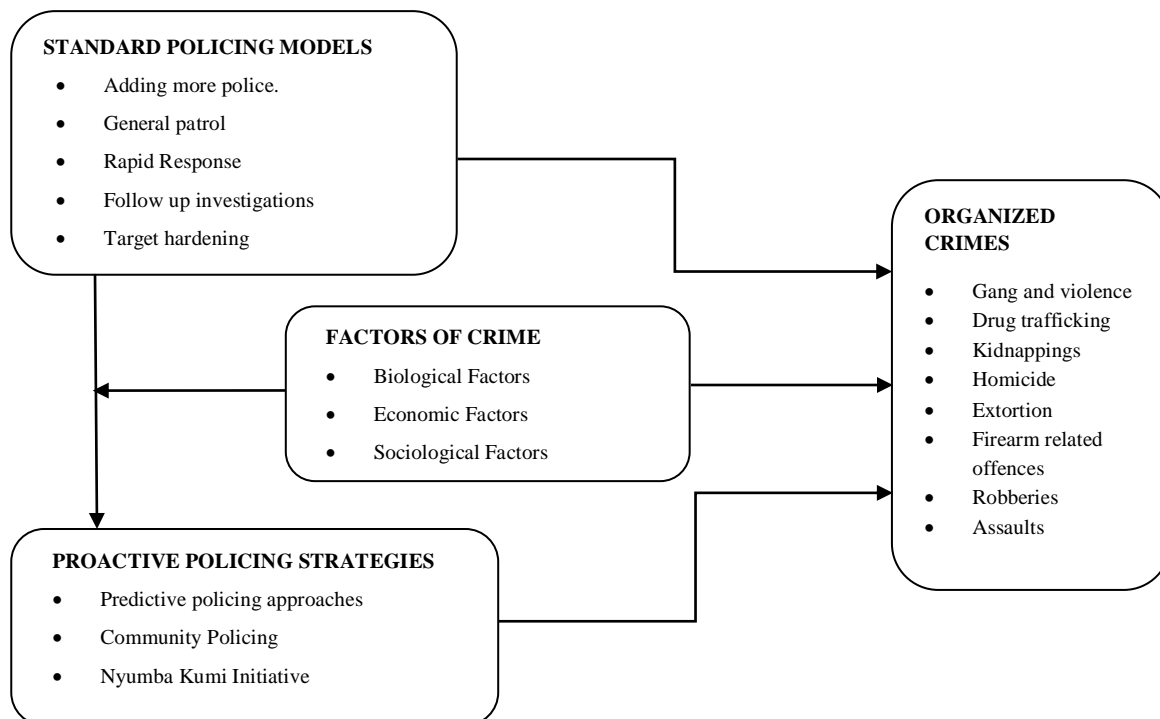 STANDARD POLICING MODELS
• Adding more police.
• General patrol
• Rapid Response
• Follow up investigations
• Target hardening
FACTORS OF CRIME
• Biological Factors
• Economic Factors
• Sociological Factors
PROACTIVE POLICING STRATEGIES
• Predictive policing approaches
• Community Policing
• Nyumba Kumi Initiative
ORGANIZED
CRIMES
• Gang and violence
• Drug trafficking
• Kidnappings
• Homicide
• Extortion
• Firearm related
offences
• Robberies
• Assaults